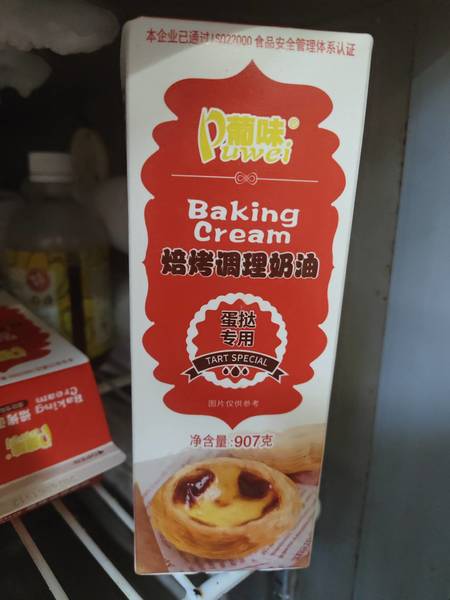 本企业已通过ISO22000食品安全管理体系认证
葡味®
Puwei
Baking
Cream
焙烤调理奶油
蛋挞
专用
TART SPECIAL
图片仅供参考
净含量:907克
Baking
Cream